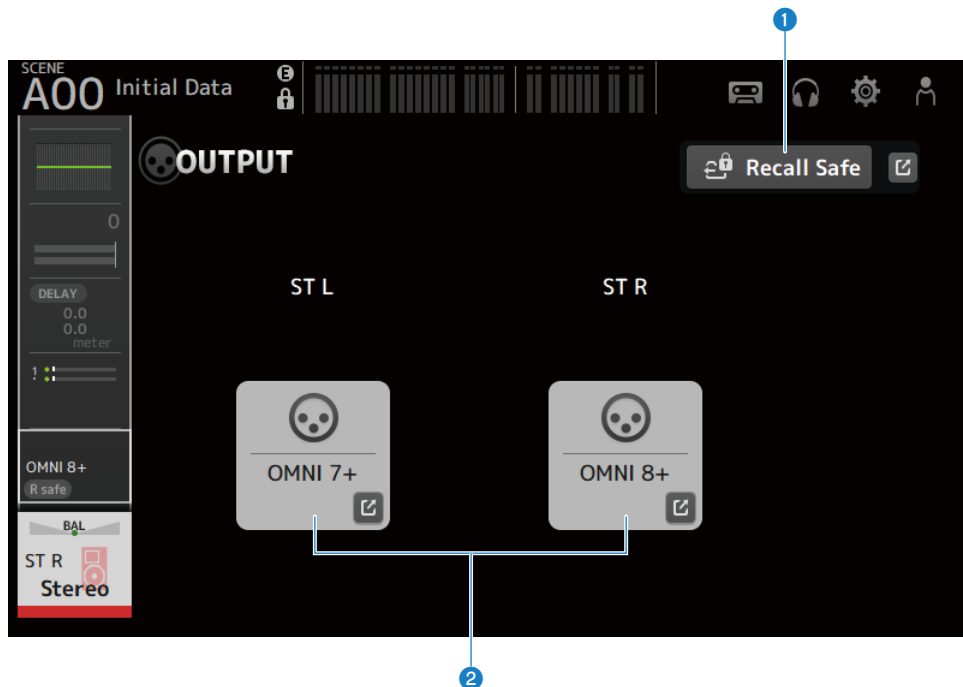 1
SCENE
A00 Initial Data
E
OUTPUT
Recall Safe
0
DELAY
0.0
0.0
meter
1
ST L
ST R
OMNI 7+
OMNI 8+
OMNI 8+
R safe
BAL
ST R
Stereo
2